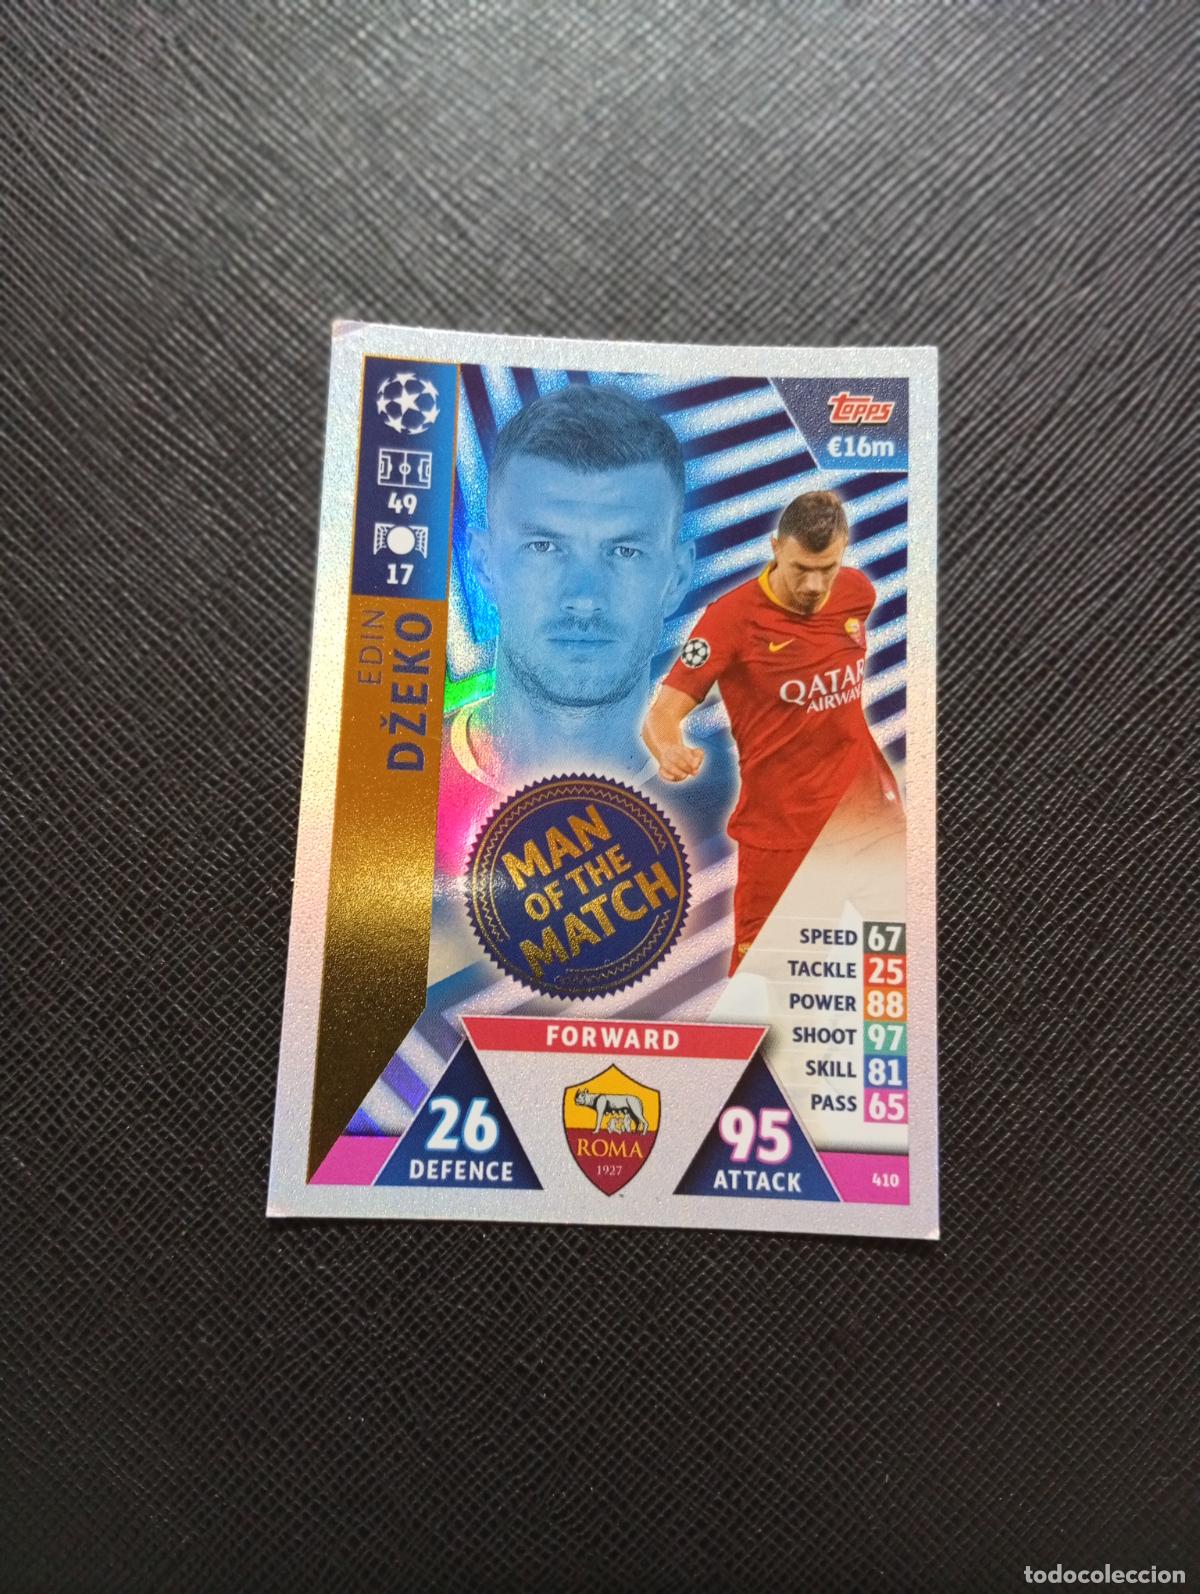 topps
€16m
49
17
EDIN
DŽEKO
QATAR
AIRWAY
MAN
OF THE
MATCH
SPEED 67
TACKLE 25
POWER 88
SHOOT 97
SKILL 81
PASS 65
FORWARD
26
DEFENCE
ROMA
1927
95
ATTACK
410
todocoleccion